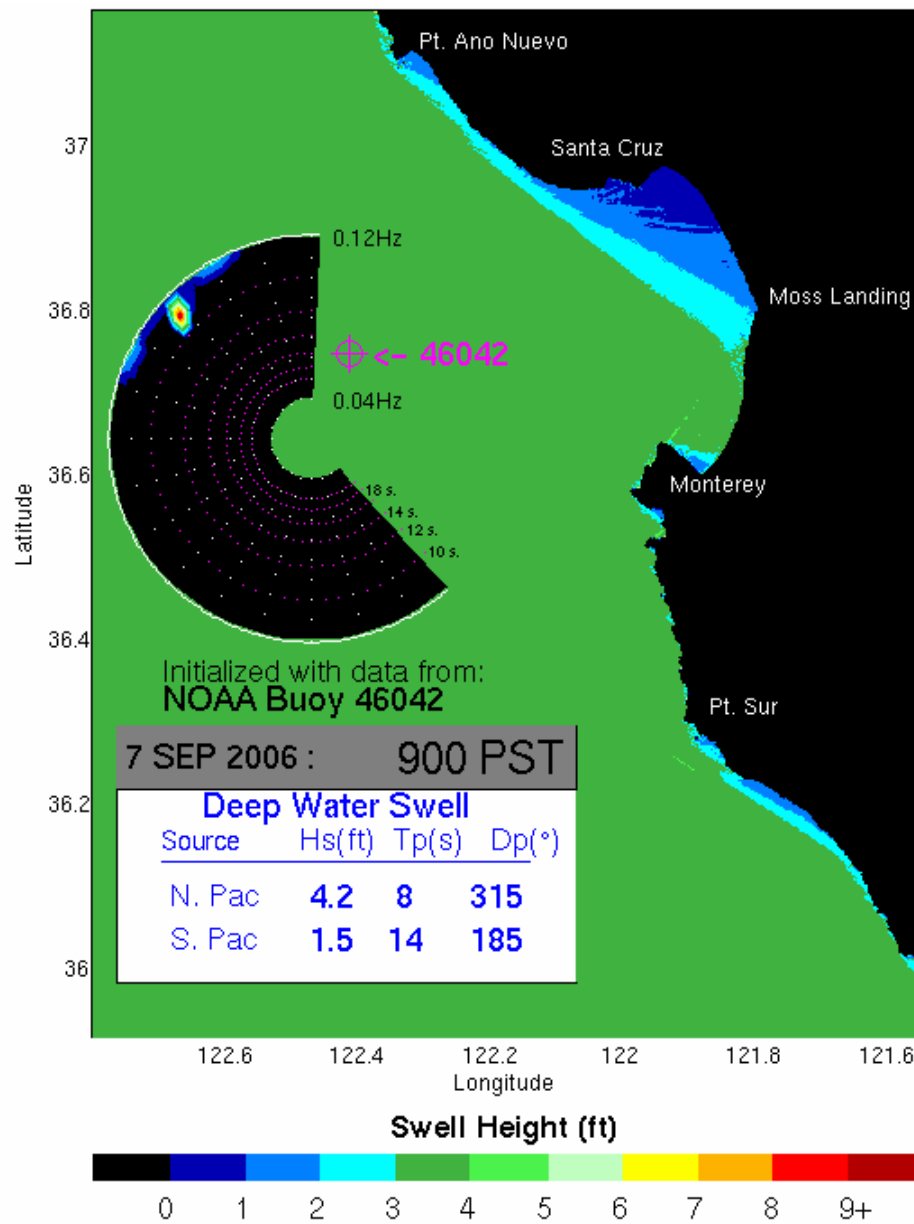 Pt. Ano Nuevo
37
Santa Cruz
0.12Hz
36.8
Moss Landing
<- 46042
0.04Hz
36.6
Monterey
18 s.
14 s.
12 s.
10 s.
Latitude
36.4
Initialized with data from:
NOAA Buoy 46042
Pt. Sur
7 SEP 2006 : 900 PST
36.2
Deep Water Swell
Source Hs(ft) Tp(s) Dp(°)
N. Pac 4.2 8 315
S. Pac 1.5 14 185
36
122.6 122.4 122.2 122 121.8 121.6
Longitude
Swell Height (ft)
0 1 2 3 4 5 6 7 8 9+